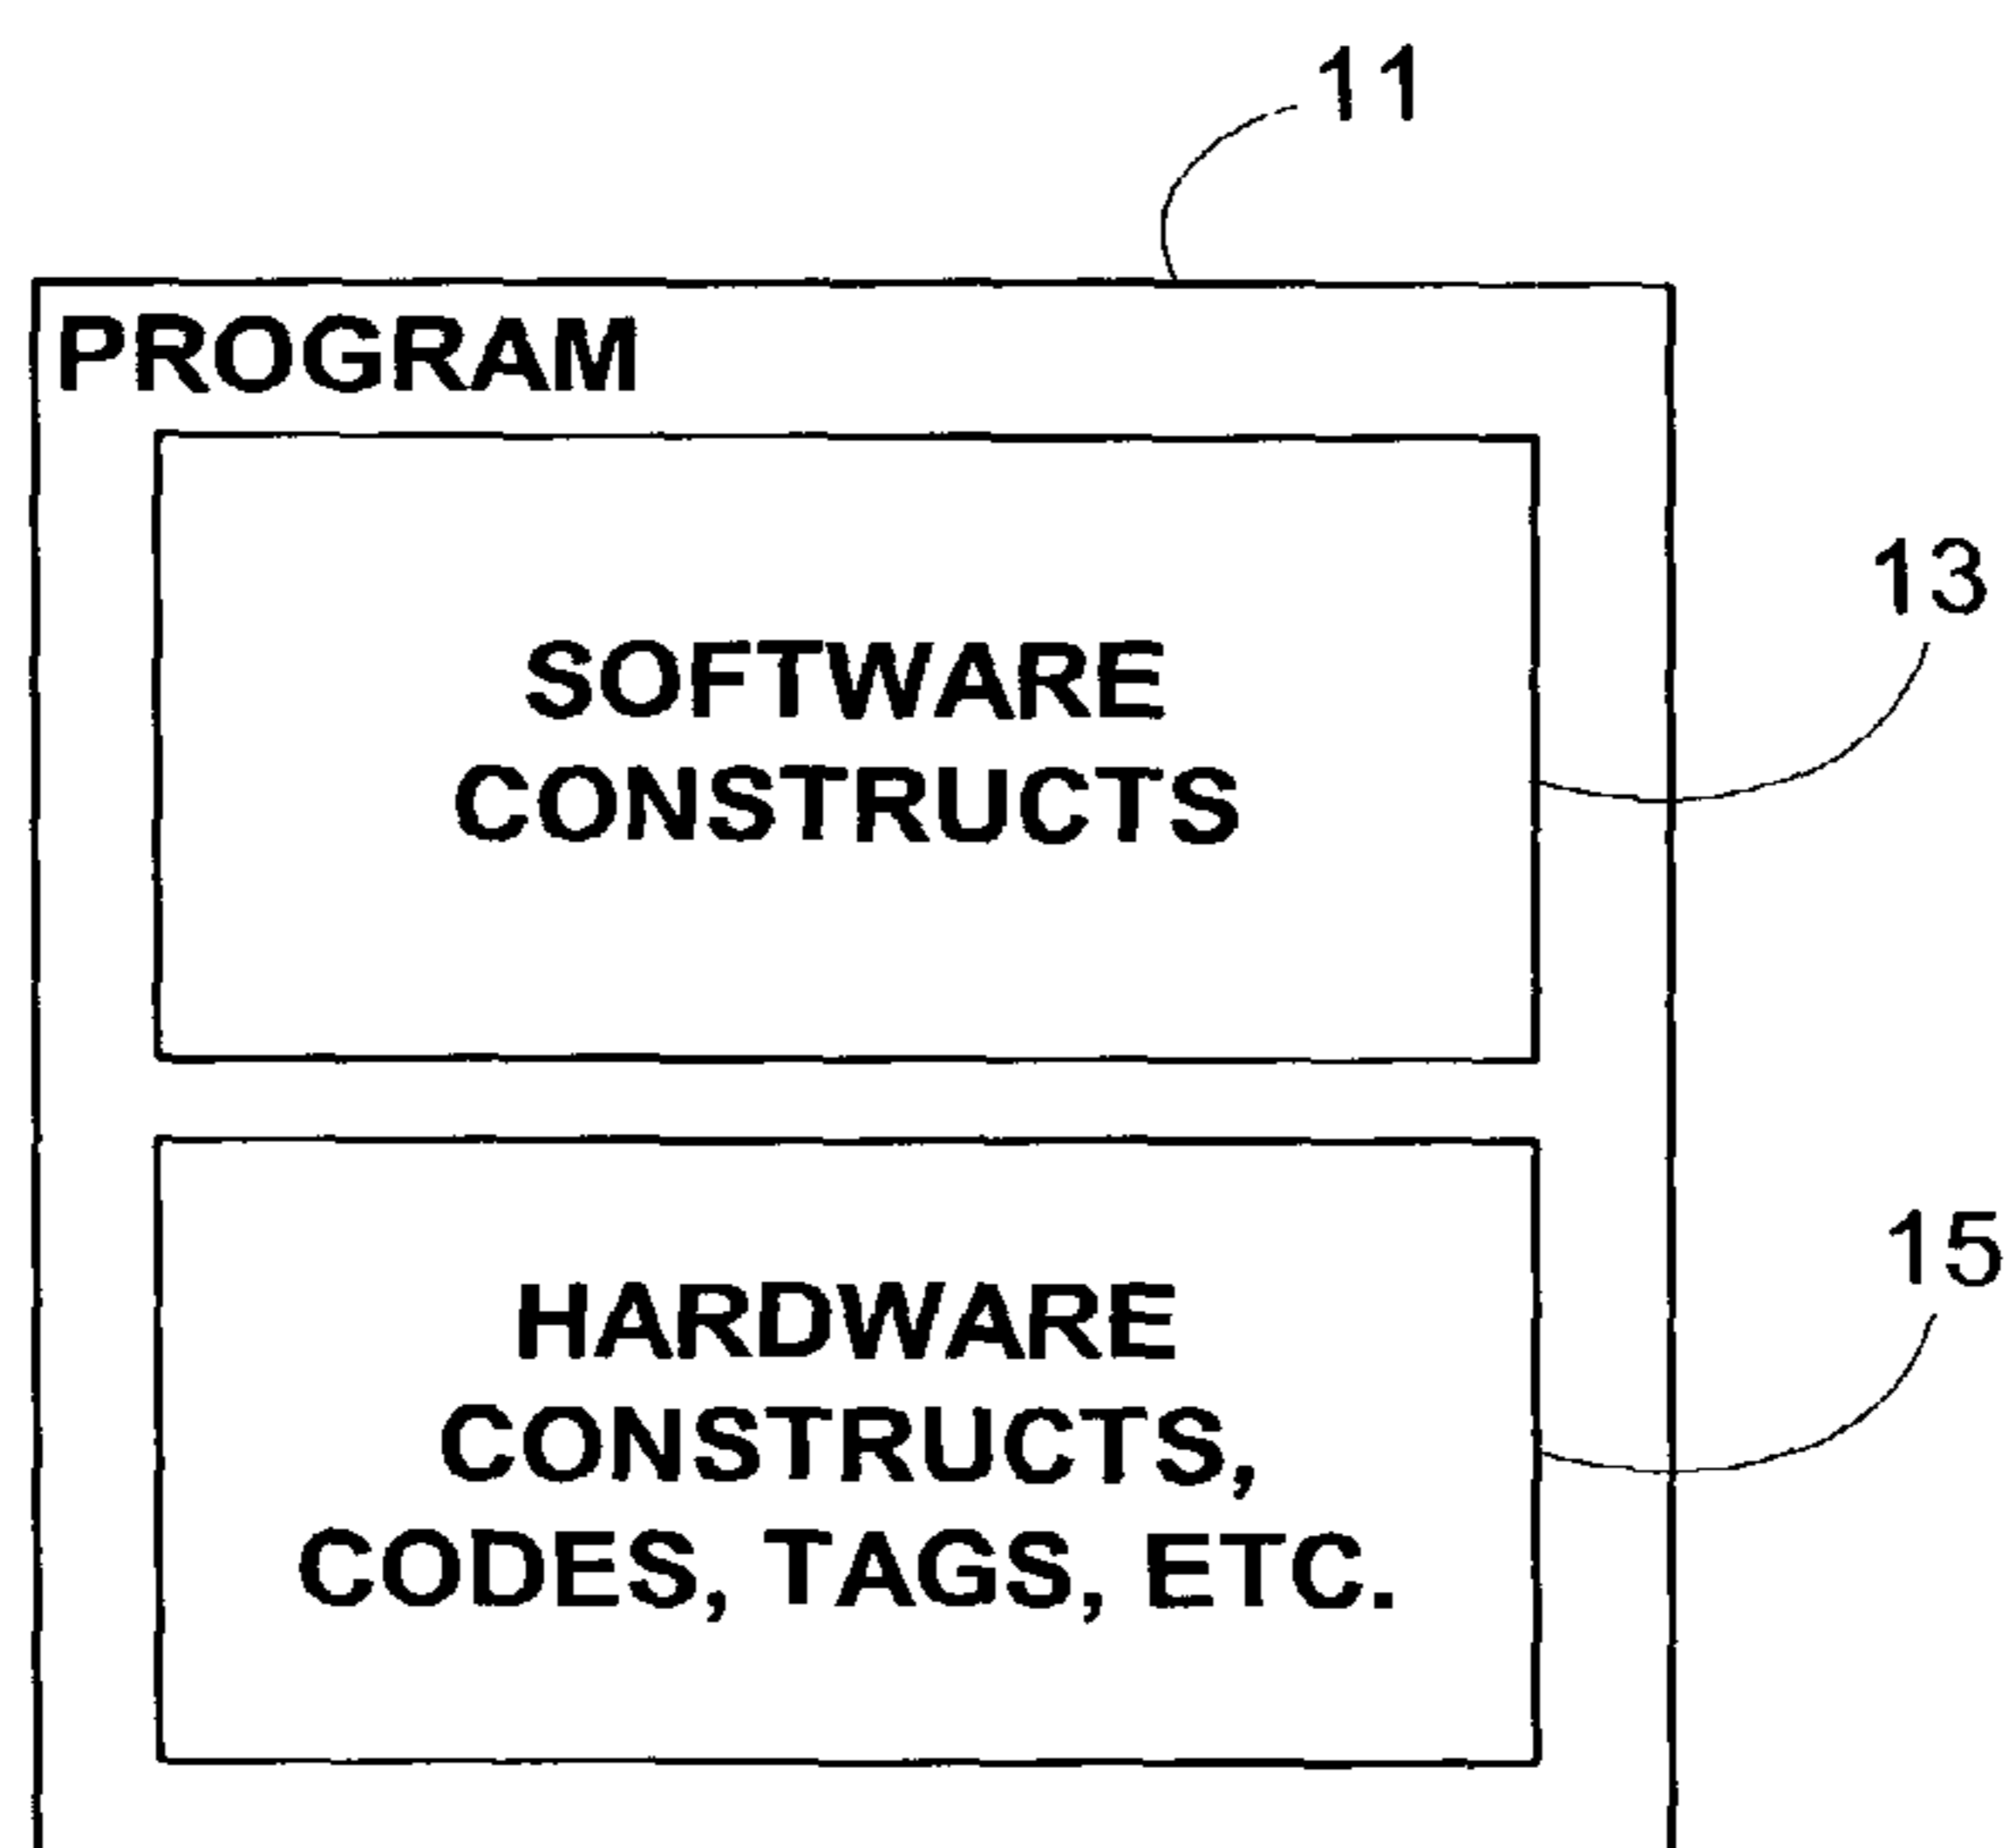 11
PROGRAM
13
SOFTWARE
CONSTRUCTS
15
HARDWARE
CONSTRUCTS,
CODES, TAGS, ETC.